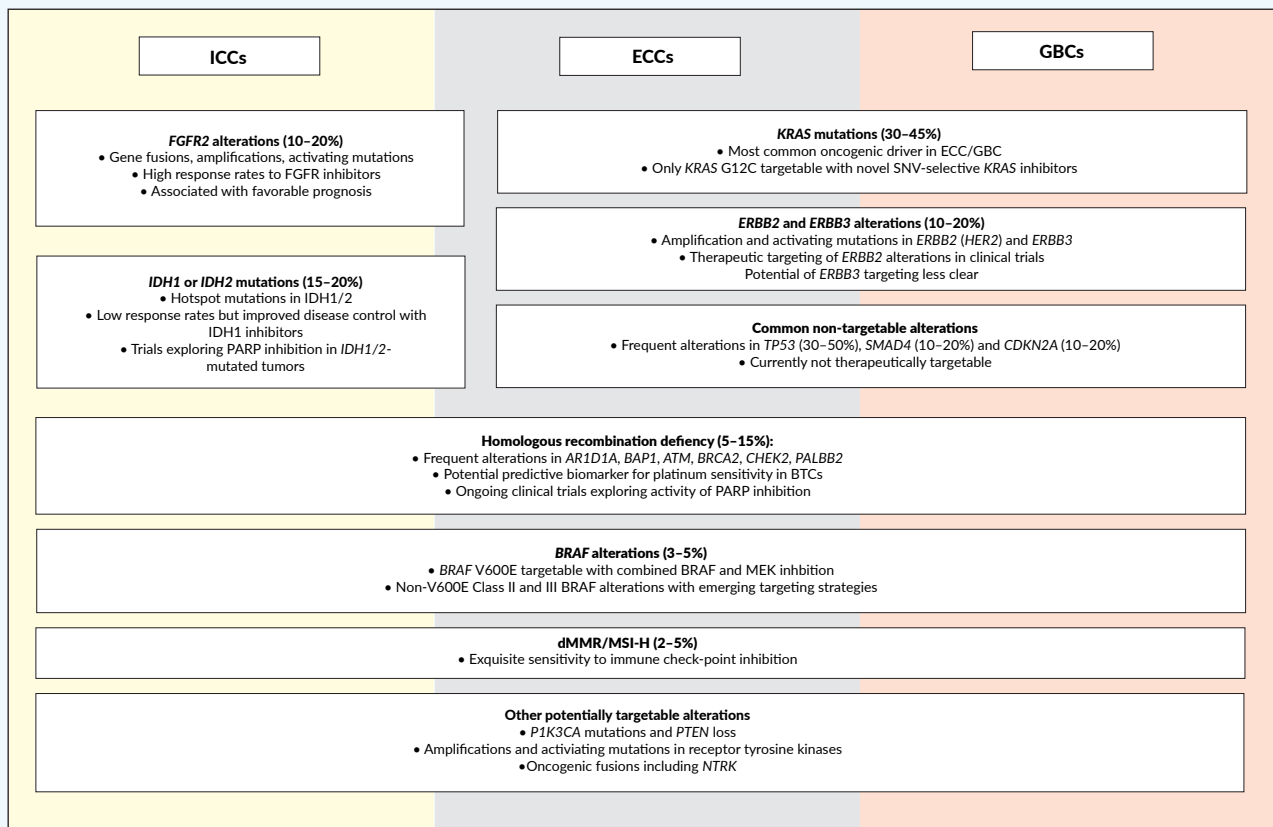 ICCs
ECCs
GBCs
FGFR2 alterations (10–20%)
• Gene fusions, amplifications, activating mutations
• High response rates to FGFR inhibitors
• Associated with favorable prognosis
IDH1 or IDH2 mutations (15–20%)
• Hotspot mutations in IDH1/2
• Low response rates but improved disease control with
IDH1 inhibitors
• Trials exploring PARP inhibition in IDH1/2-
mutated tumors
KRAS mutations (30–45%)
• Most common oncogenic driver in ECC/GBC
• Only KRAS G12C targetable with novel SNV-selective KRAS inhibitors
ERBB2 and ERBB3 alterations (10–20%)
• Amplification and activating mutations in ERBB2 (HER2) and ERBB3
• Therapeutic targeting of ERBB2 alterations in clinical trials
Potential of ERBB3 targeting less clear
Common non-targetable alterations
• Frequent alterations in TP53 (30–50%), SMAD4 (10–20%) and CDKN2A (10–20%)
• Currently not therapeutically targetable
Homologous recombination defiency (5–15%):
• Frequent alterations in AR1D1A, BAP1, ATM, BRCA2, CHEK2, PALBB2
• Potential predictive biomarker for platinum sensitivity in BTCs
• Ongoing clinical trials exploring activity of PARP inhibition
BRAF alterations (3–5%)
• BRAF V600E targetable with combined BRAF and MEK inhbition
• Non-V600E Class II and III BRAF alterations with emerging targeting strategies
dMMR/MSI-H (2–5%)
• Exquisite sensitivity to immune check-point inhibition
Other potentially targetable alterations
• P1K3CA mutations and PTEN loss
• Amplifications and activiating mutations in receptor tyrosine kinases
•Oncogenic fusions including NTRK